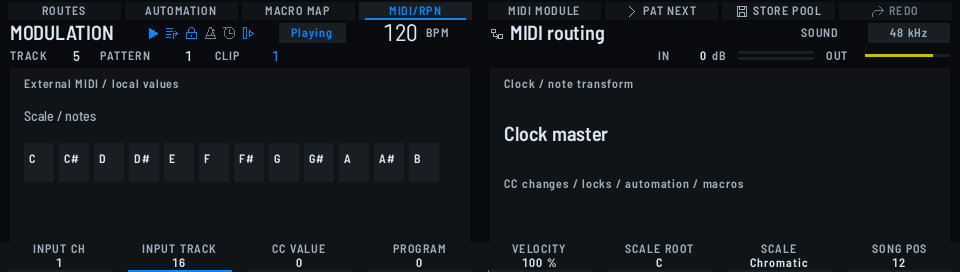 ROUTES AUTOMATION MACRO MAP MIDI/RPN MIDI MODULE PAT NEXT STORE POOL REDO
MODULATION Playing 120 BPM MIDI routing SOUND 48 kHz
TRACK 5 PATTERN 1 CLIP 1 IN 0 dB OUT
External MIDI / local values Clock / note transform
Scale / notes
Clock master
C C# D D# E F F# G G# A A# B
CC changes / locks / automation / macros
INPUT CH INPUT TRACK CC VALUE PROGRAM VELOCITY SCALE ROOT SCALE SONG POS
1 16 0 0 100 % C Chromatic 12